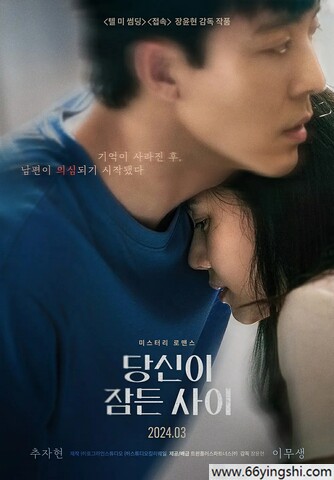 <텔 미 썸딩> <접속> 장윤현 감독 작품
기억이 사라진 후,
남편이 의심되기 시작했다
미스터리 로맨스
당신이
잠든 사이
2024.03
추자현
이무생
www.66yingshi.com